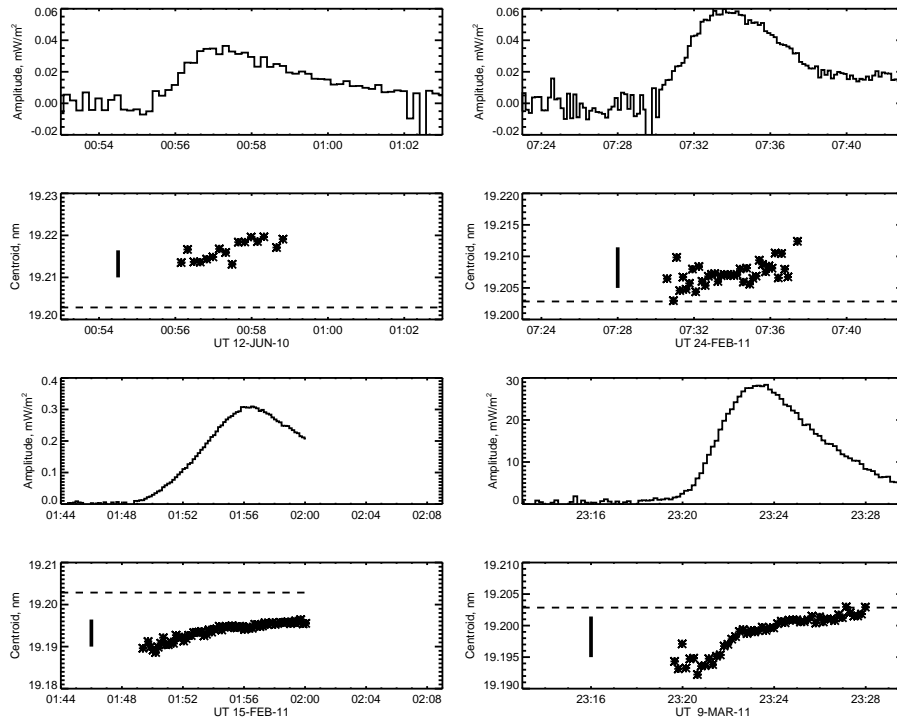 Amplitude, mW/m²
0.06
0.04
0.02
0.00
-0.02
00:54 00:56 00:58 01:00 01:02
Amplitude, mW/m²
0.06
0.04
0.02
0.00
-0.02
07:24 07:28 07:32 07:36 07:40
Centroid, nm
19.23
19.22
19.21
19.20
00:54 00:56 00:58 01:00 01:02
UT 12-JUN-10
Centroid, nm
19.220
19.215
19.210
19.205
19.200
07:24 07:28 07:32 07:36 07:40
UT 24-FEB-11
Amplitude, mW/m²
0.4
0.3
0.2
0.1
0.0
01:44 01:48 01:52 01:56 02:00 02:04 02:08
Amplitude, mW/m²
30
20
10
0
23:16 23:20 23:24 23:28
Centroid, nm
19.21
19.20
19.19
19.18
01:44 01:48 01:52 01:56 02:00 02:04 02:08
UT 15-FEB-11
Centroid, nm
19.210
19.205
19.200
19.195
19.190
23:16 23:20 23:24 23:28
UT 9-MAR-11